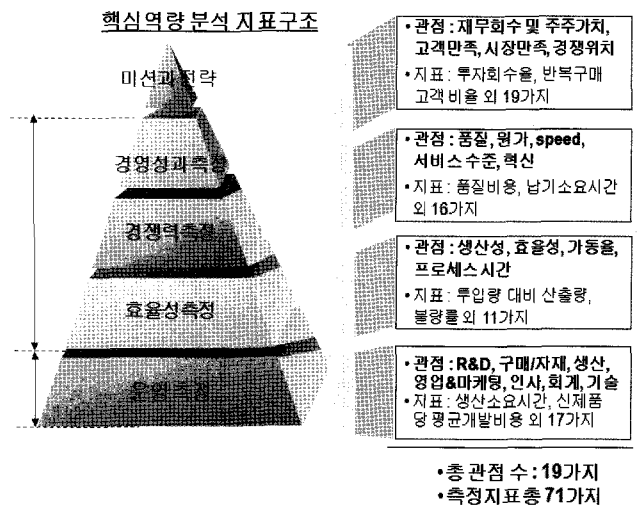 핵심역량 분석 지표구조
미션과 전략
경영성과측정
경쟁력측정
효율성측정
운영측정
• 관점 : 재무회수 및 주주가치,
고객만족, 시장만족, 경쟁위치
• 지표 : 투자회수율, 반복구매
고객 비율 외 19가지
• 관점 : 품질, 원가, speed,
서비스 수준, 혁신
• 지표 : 품질비용, 납기소요시간
외 16가지
• 관점 : 생산성, 효율성, 가동율,
프로세스 시간
• 지표 : 투입량 대비 산출량,
불량률 외 11가지
• 관점 : R&D, 구매/자재, 생산,
영업&마케팅, 인사, 회계, 기술
• 지표 : 생산소요시간, 신제품
당 평균개발비용 외 17가지
• 총 관점 수 : 19가지
• 측정지표 총 71가지